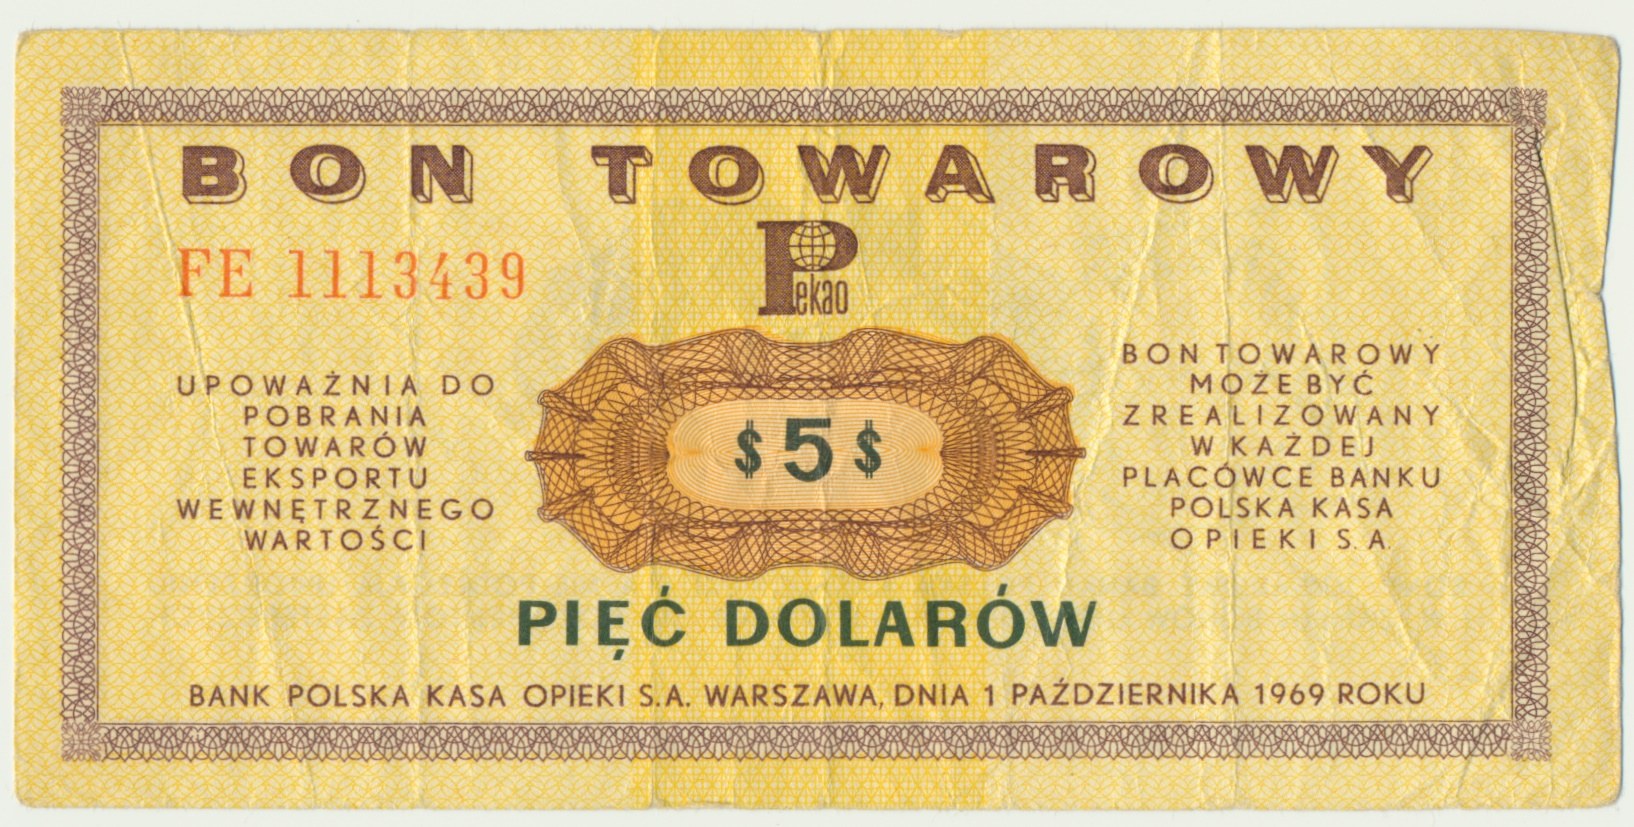 BON TOWAROWY
FE 1113439
Pekao
UPOWAŻNIA DO
POBRANIA
TOWARÓW
EKSPORTU
WEWNĘTRZNEGO
WARTOŚCI
$5$
BON TOWAROWY
MOŻE BYĆ
ZREALIZOWANY
W KAŻDEJ
PLACÓWCE BANKU
POLSKA KASA
OPIEKI S.A.
PIĘĆ DOLARÓW
BANK POLSKA KASA OPIEKI S.A. WARSZAWA, DNIA 1 PAŹDZIERNIKA 1969 ROKU